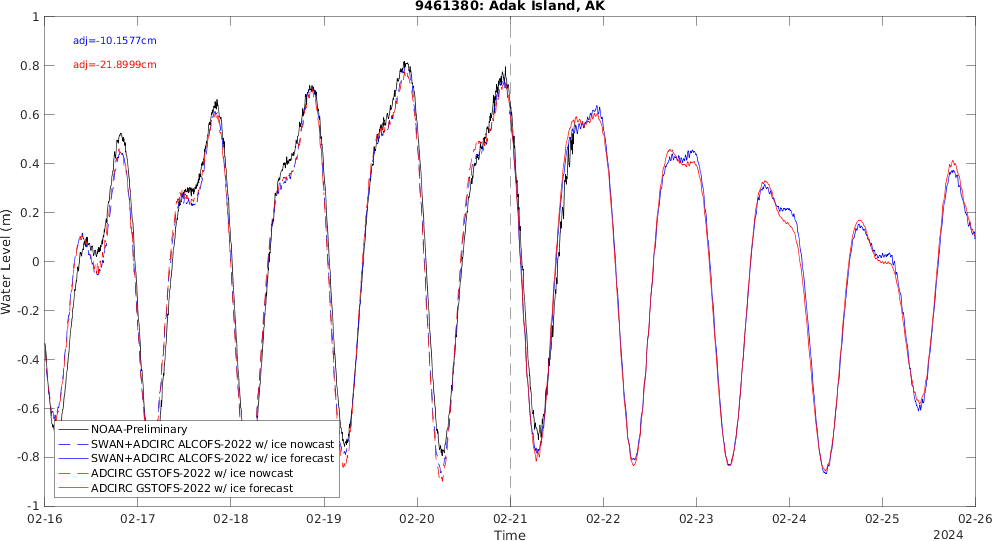 9461380: Adak Island, AK
adj=-10.1577cm
adj=-21.8999cm
Water Level (m)
1
0.8
0.6
0.4
0.2
0
-0.2
-0.4
-0.6
-0.8
-1
NOAA-Preliminary
SWAN+ADCIRC ALCOFS-2022 w/ ice nowcast
SWAN+ADCIRC ALCOFS-2022 w/ ice forecast
ADCIRC GSTOFS-2022 w/ ice nowcast
ADCIRC GSTOFS-2022 w/ ice forecast
02-16 02-17 02-18 02-19 02-20 02-21 02-22 02-23 02-24 02-25 02-26
Time
2024